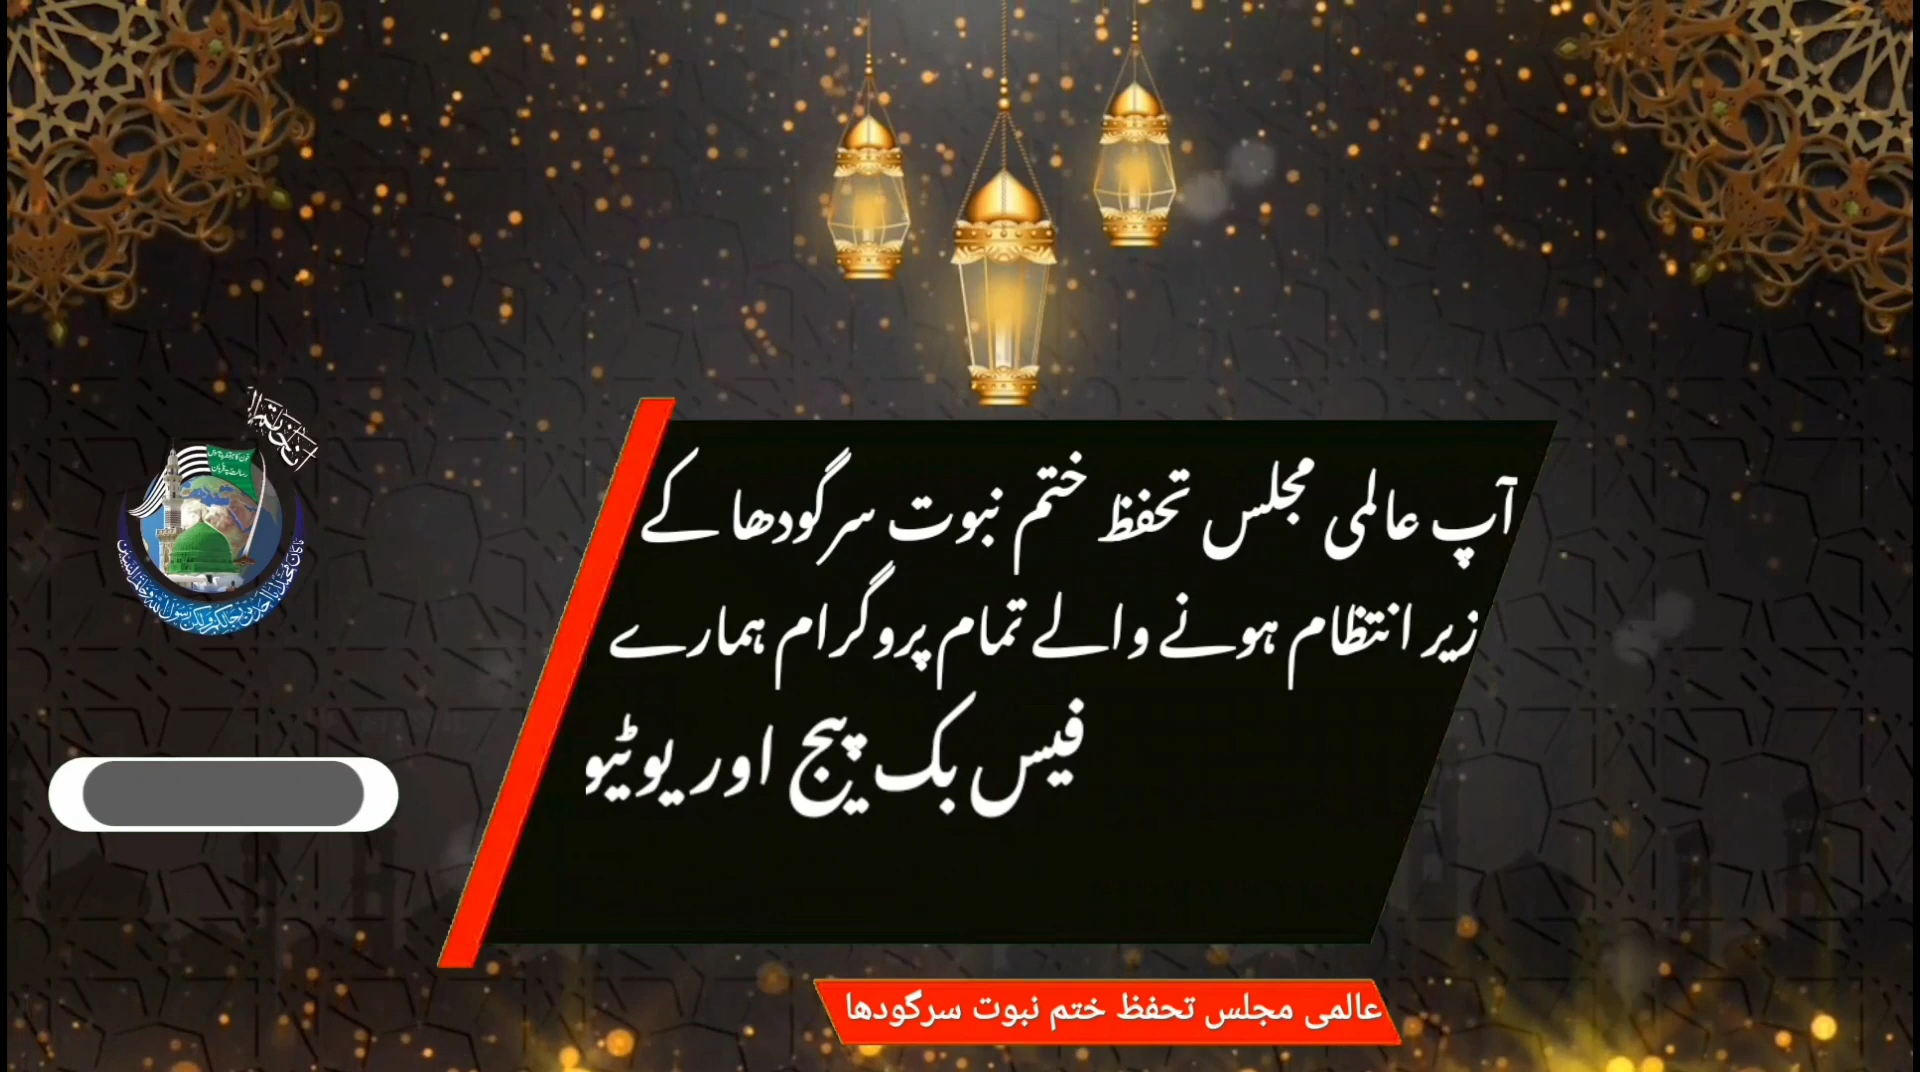 آپ عالمی مجلس تحفظ ختم نبوت سرگودھا کے
زیر انتظام ہونے والے تمام پروگرام ہمارے
فیس بک پیج اور یوٹیو
عالمی مجلس تحفظ ختم نبوت سرگودھا